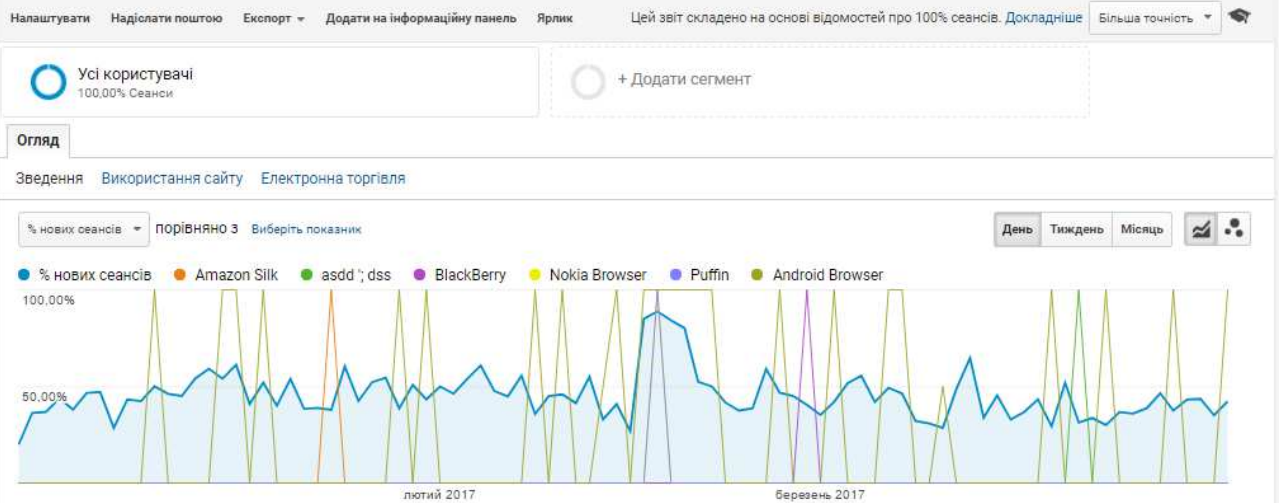 Налаштувати Надіслати поштою Експорт Додати на інформаційну панель Ярлик Цей звіт складено на основі відомостей про 100% сеансів. Докладніше Більша точність
Усі користувачі
100,00% Сеанси
+ Додати сегмент
Огляд
Зведення Використання сайту Електронна торгівля
% нових сеансів порівняно з Виберіть показник День Тиждень Місяць
% нових сеансів Amazon Silk asdd '; dss BlackBerry Nokia Browser Puffin Android Browser
100,00%
50,00%
лютий 2017 березень 2017